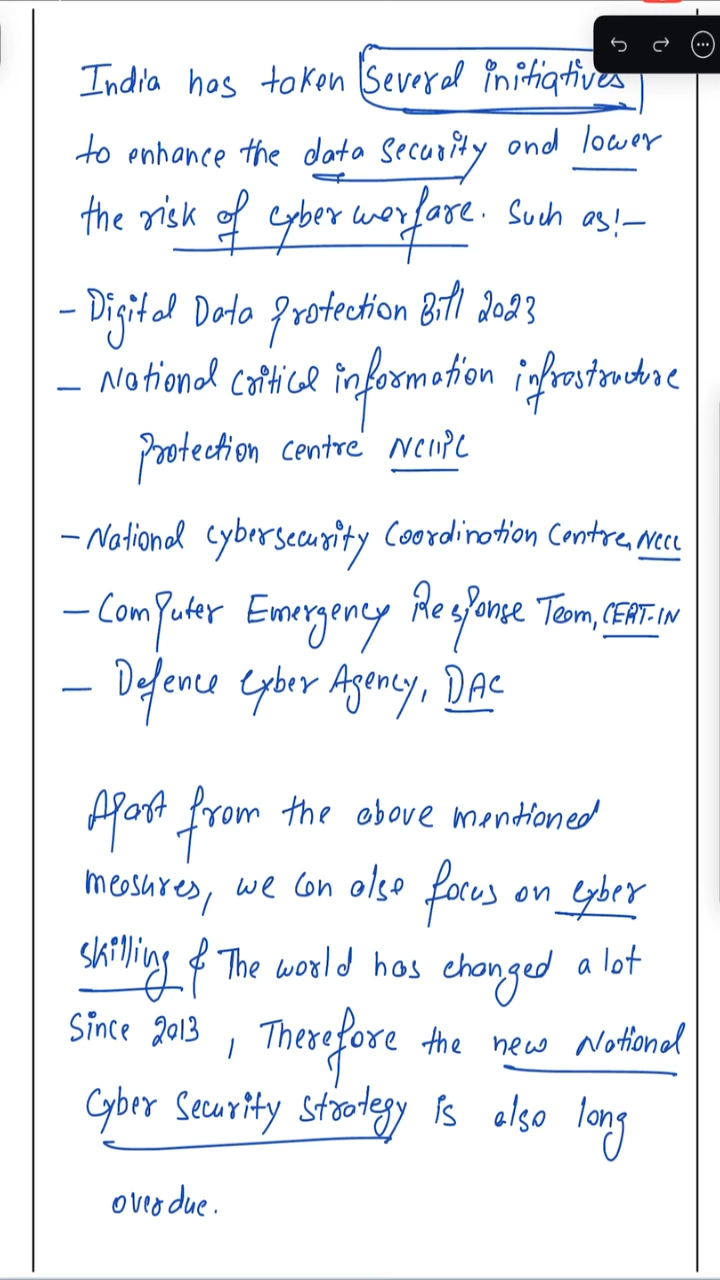 India has taken Several initiatives
to enhance the data security and lower
the risk of cyber warfare. Such as:-
- Digital Data Protection Bill 2023
- National critical information infrastructure
protection centre NCIIPC
- National cybersecurity Coordination Centre, NCCC
- Computer Emergency Response Team, CERT-IN
- Defence Cyber Agency, DAC
Apart from the above mentioned
measures, we can also focus on cyber
skilling & The world has changed a lot
Since 2013, Therefore the new National
Cyber Security strategy is also long
overdue.